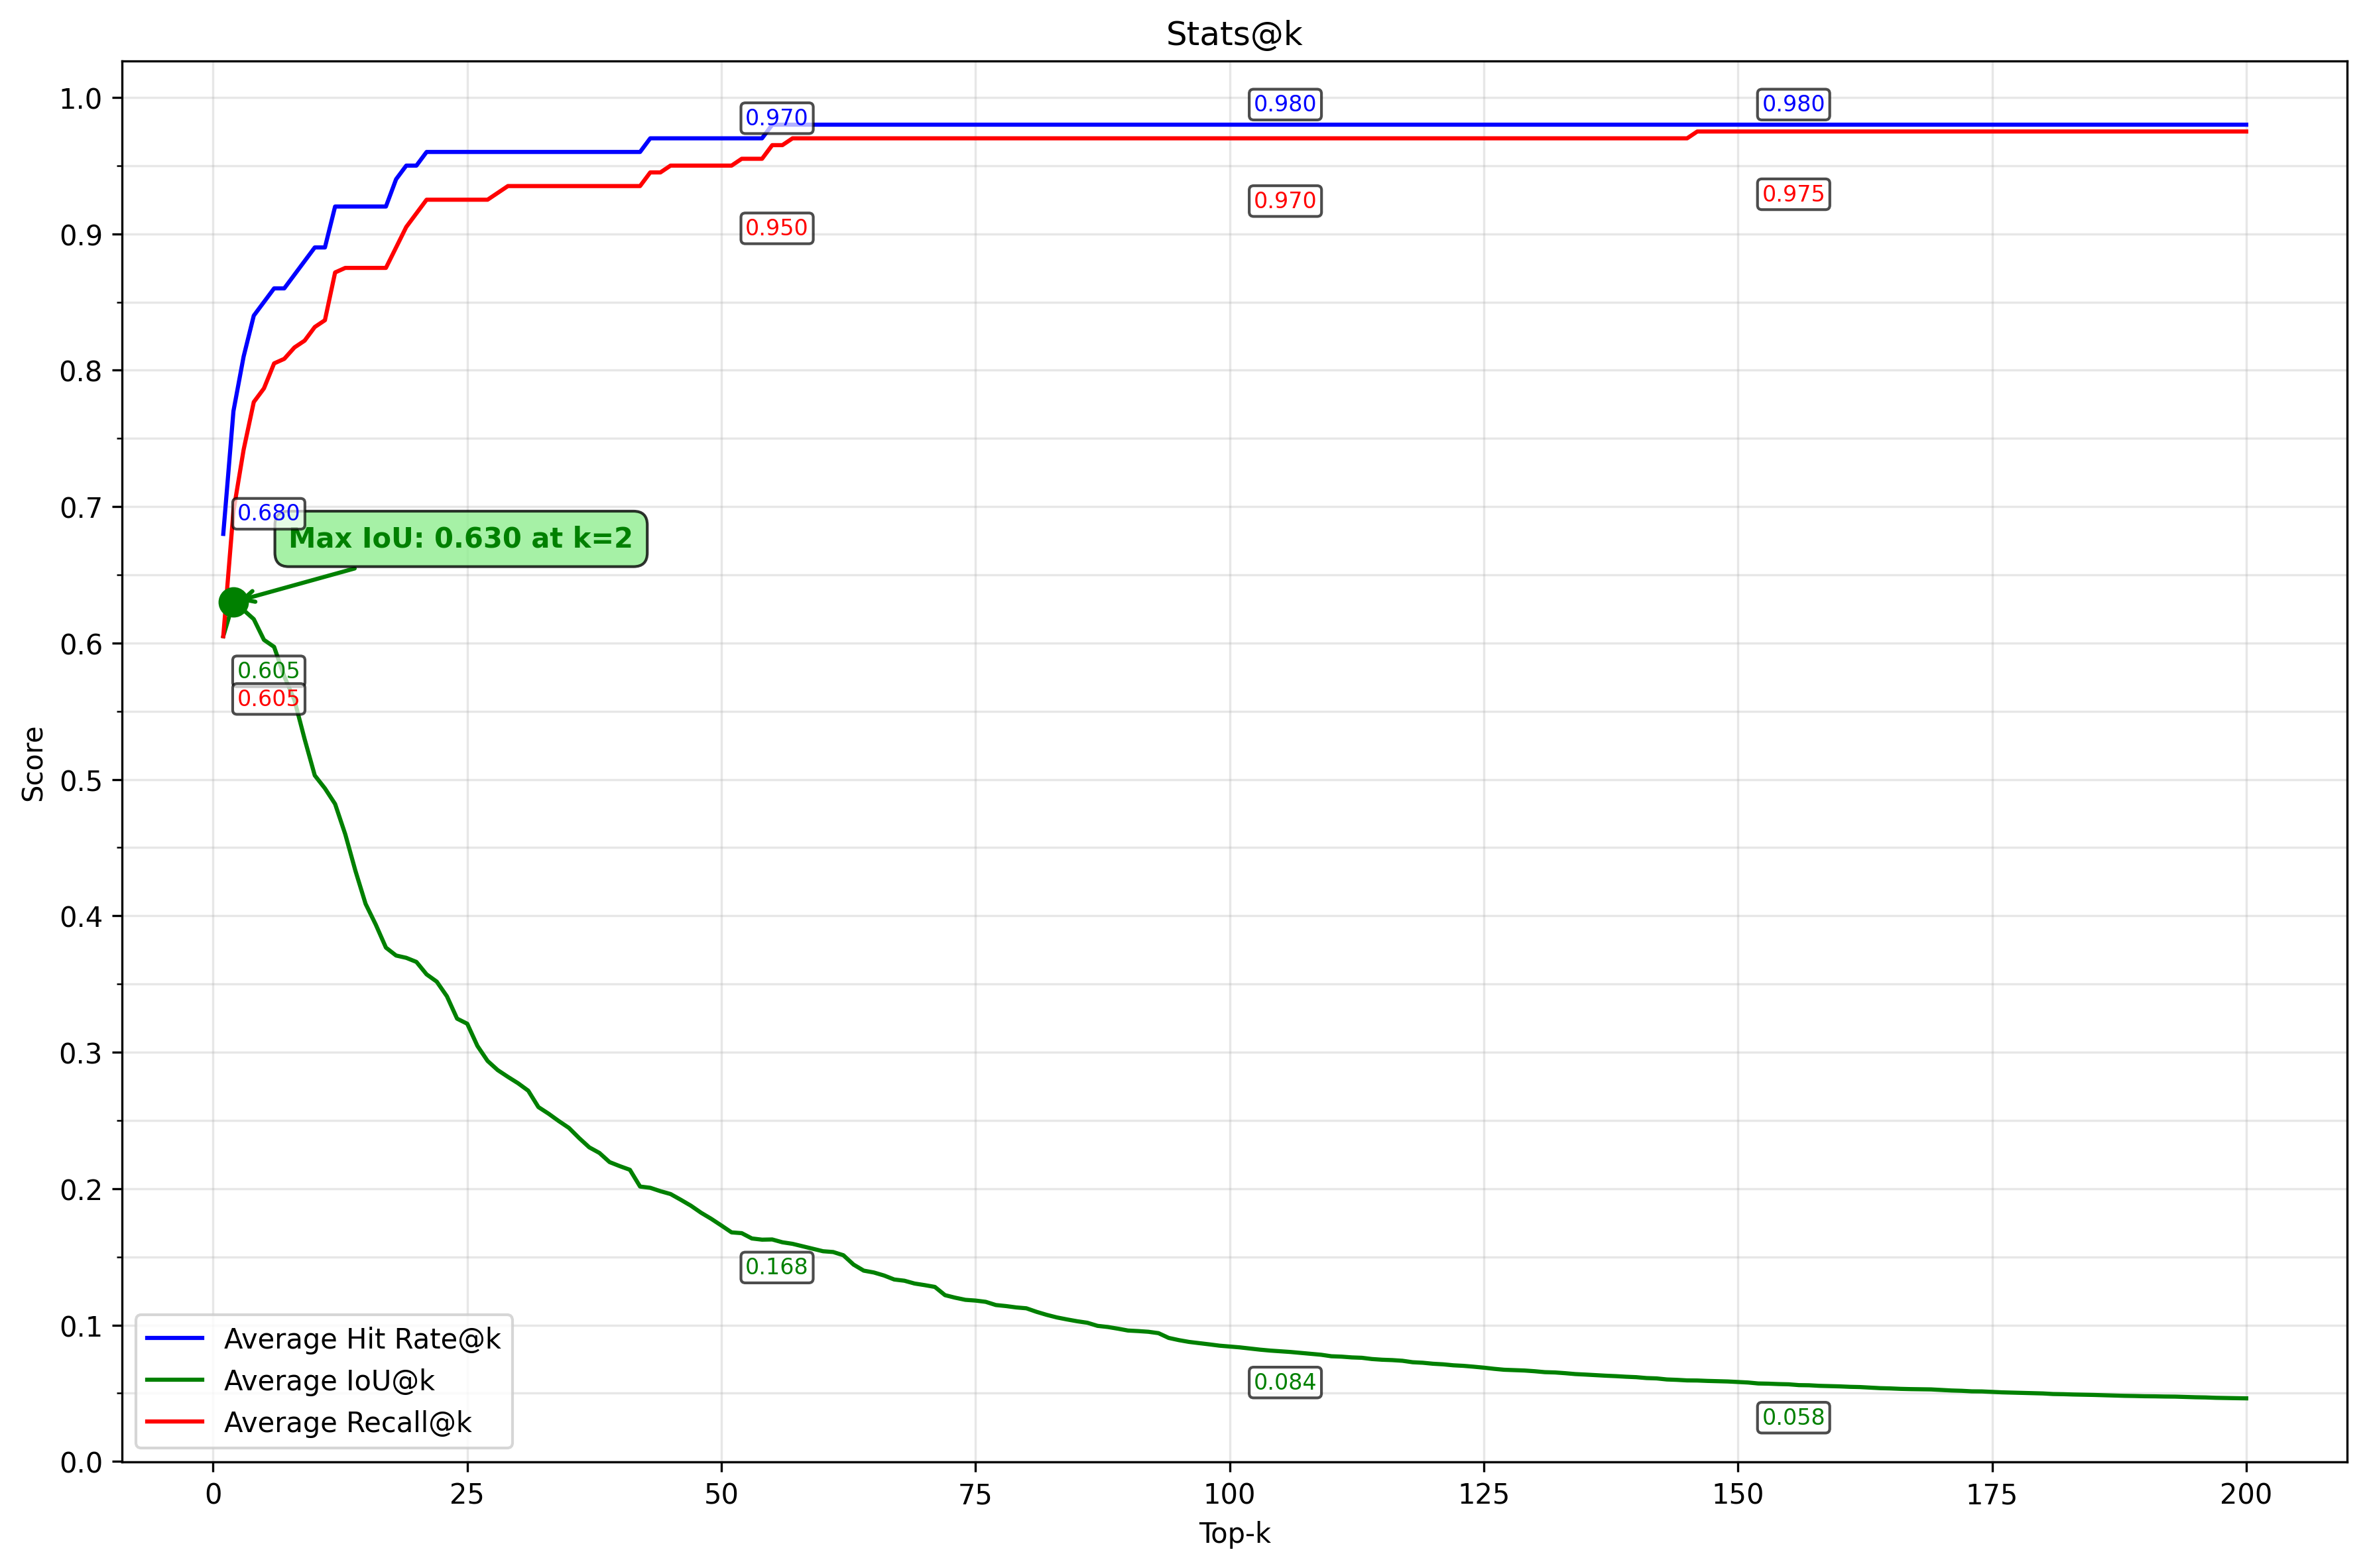 Stats@k
1.0
0.9
0.8
0.7
0.6
0.5
0.4
0.3
0.2
0.1
0.0
Score
0.970
0.980
0.980
0.950
0.970
0.975
0.680
Max IoU: 0.630 at k=2
0.605
0.605
0.168
0.084
0.058
Average Hit Rate@k
Average IoU@k
Average Recall@k
0 25 50 75 100 125 150 175 200
Top-k